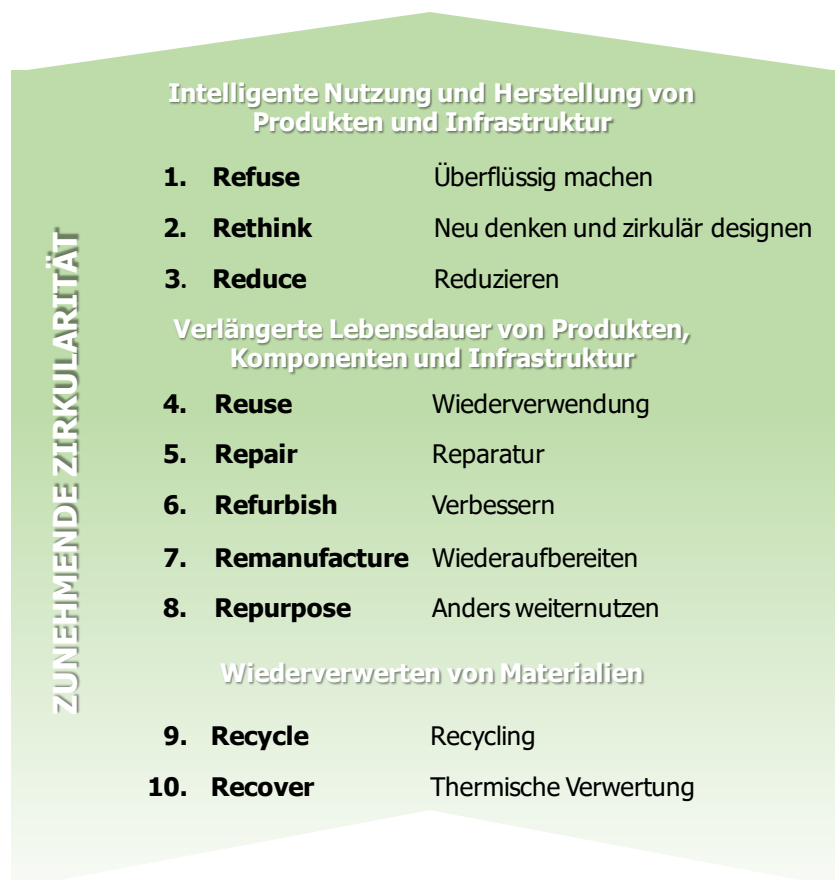 Intelligente Nutzung und Herstellung von
Produkten und Infrastruktur
1. Refuse Überflüssig machen
2. Rethink Neu denken und zirkulär designen
3. Reduce Reduzieren
Verlängerte Lebensdauer von Produkten,
Komponenten und Infrastruktur
4. Reuse Wiederverwendung
5. Repair Reparatur
6. Refurbish Verbessern
7. Remanufacture Wiederaufbereiten
8. Repurpose Anders weiternutzen
Wiederverwerten von Materialien
9. Recycle Recycling
10. Recover Thermische Verwertung
ZUNEHMENDE ZIRKULARITÄT